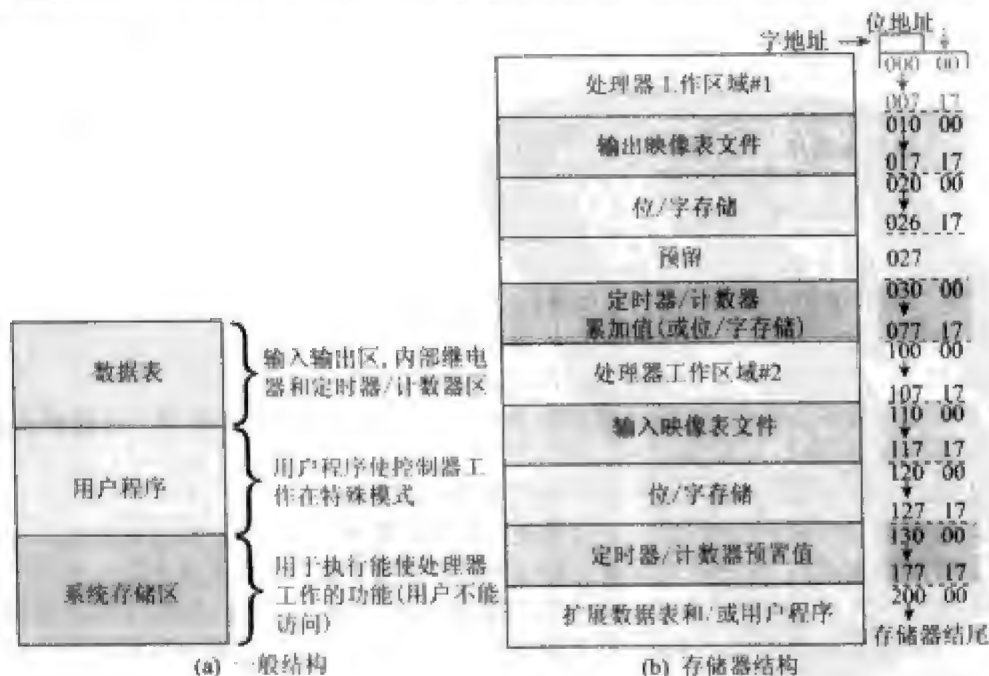 位地址
字地址
000 00
处理器工作区域#1
007 17
010 00
输出映像表文件
017 17
020 00
位/字存储
026 17
预留
027
定时器/计数器
累加值(或位/字存储)
030 00
077 17
处理器工作区域#2
100 00
107 17
输入映像表文件
110 00
117 17
位/字存储
120 00
127 17
定时器/计数器预置值
130 00
177 17
扩展数据表和/或用户程序
200 00
存储器结尾
数据表
输入输出区,内部继电
器和定时器/计数器区
用户程序
用户程序使控制器工
作在特殊模式
系统存储区
用于执行能使处理器
工作的功能(用户不能
访问)
(a) 一般结构
(b) 存储器结构